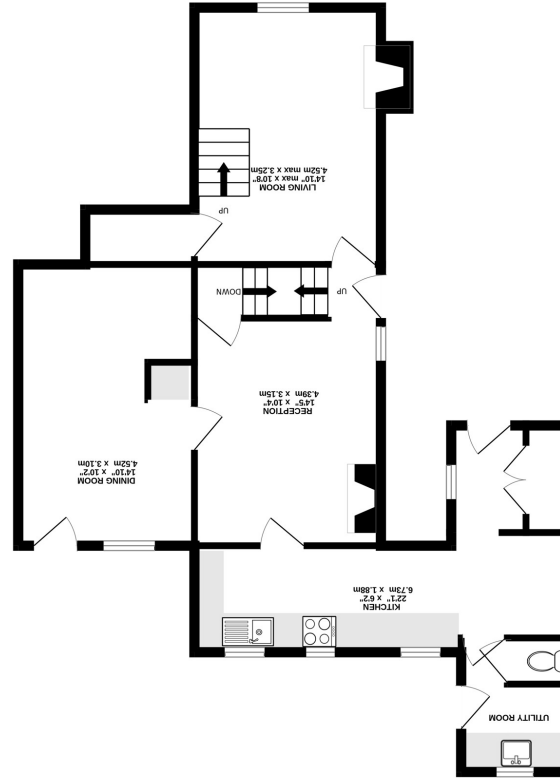 LIVING ROOM
14'10" max x 10'8"
4.52m max x 3.25m
UP
DOWN
UP
RECEPTION
14'5" x 10'4"
4.39m x 3.15m
DINING ROOM
14'10" x 10'2"
4.52m x 3.10m
KITCHEN
22'1" x 6'2"
6.73m x 1.88m
UTILITY ROOM